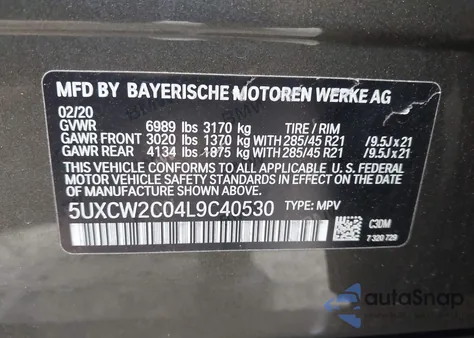 MFD BY BAYERISCHE MOTOREN WERKE AG
02/20
GVWR 6989 lbs 3170 kg TIRE / RIM
GAWR FRONT 3020 lbs 1370 kg WITH 285/45 R21 /9.5J x 21
GAWR REAR 4134 lbs 1875 kg WITH 285/45 R21 /9.5J x 21
THIS VEHICLE CONFORMS TO ALL APPLICABLE U.S.
FEDERAL MOTOR VEHICLE SAFETY STANDARDS IN
EFFECT ON THE DATE OF MANUFACTURE SHOWN ABOVE.
5UXCW2C04L9C40530 TYPE: MPV
C3DM
7 320 729
autoSnap